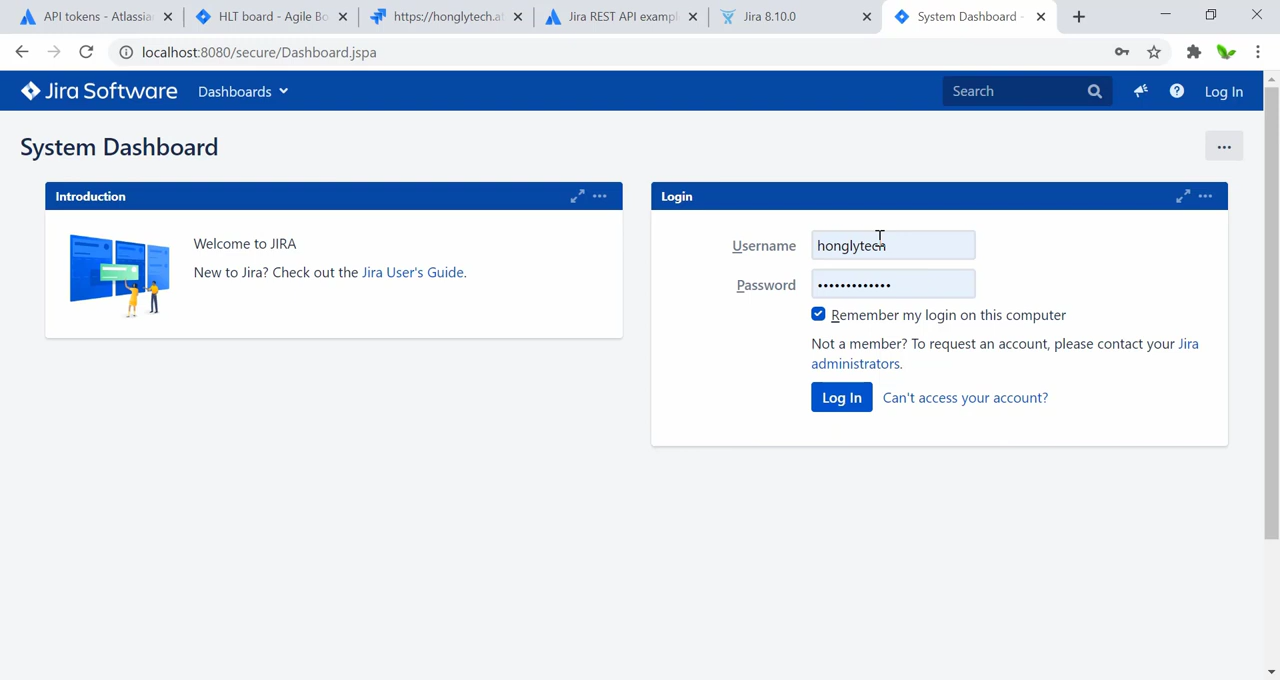 API tokens - Atlassia
HLT board - Agile Bo
https://honglytech.a
Jira REST API exampl
Jira 8.10.0
System Dashboard -
localhost:8080/secure/Dashboard.jspa
Jira Software
Dashboards
Search
Log In
System Dashboard
Introduction
Welcome to JIRA
New to Jira? Check out the Jira User's Guide.
Login
Username honglytech
Password •••••••••••••
Remember my login on this computer
Not a member? To request an account, please contact your Jira
administrators.
Log In Can't access your account?